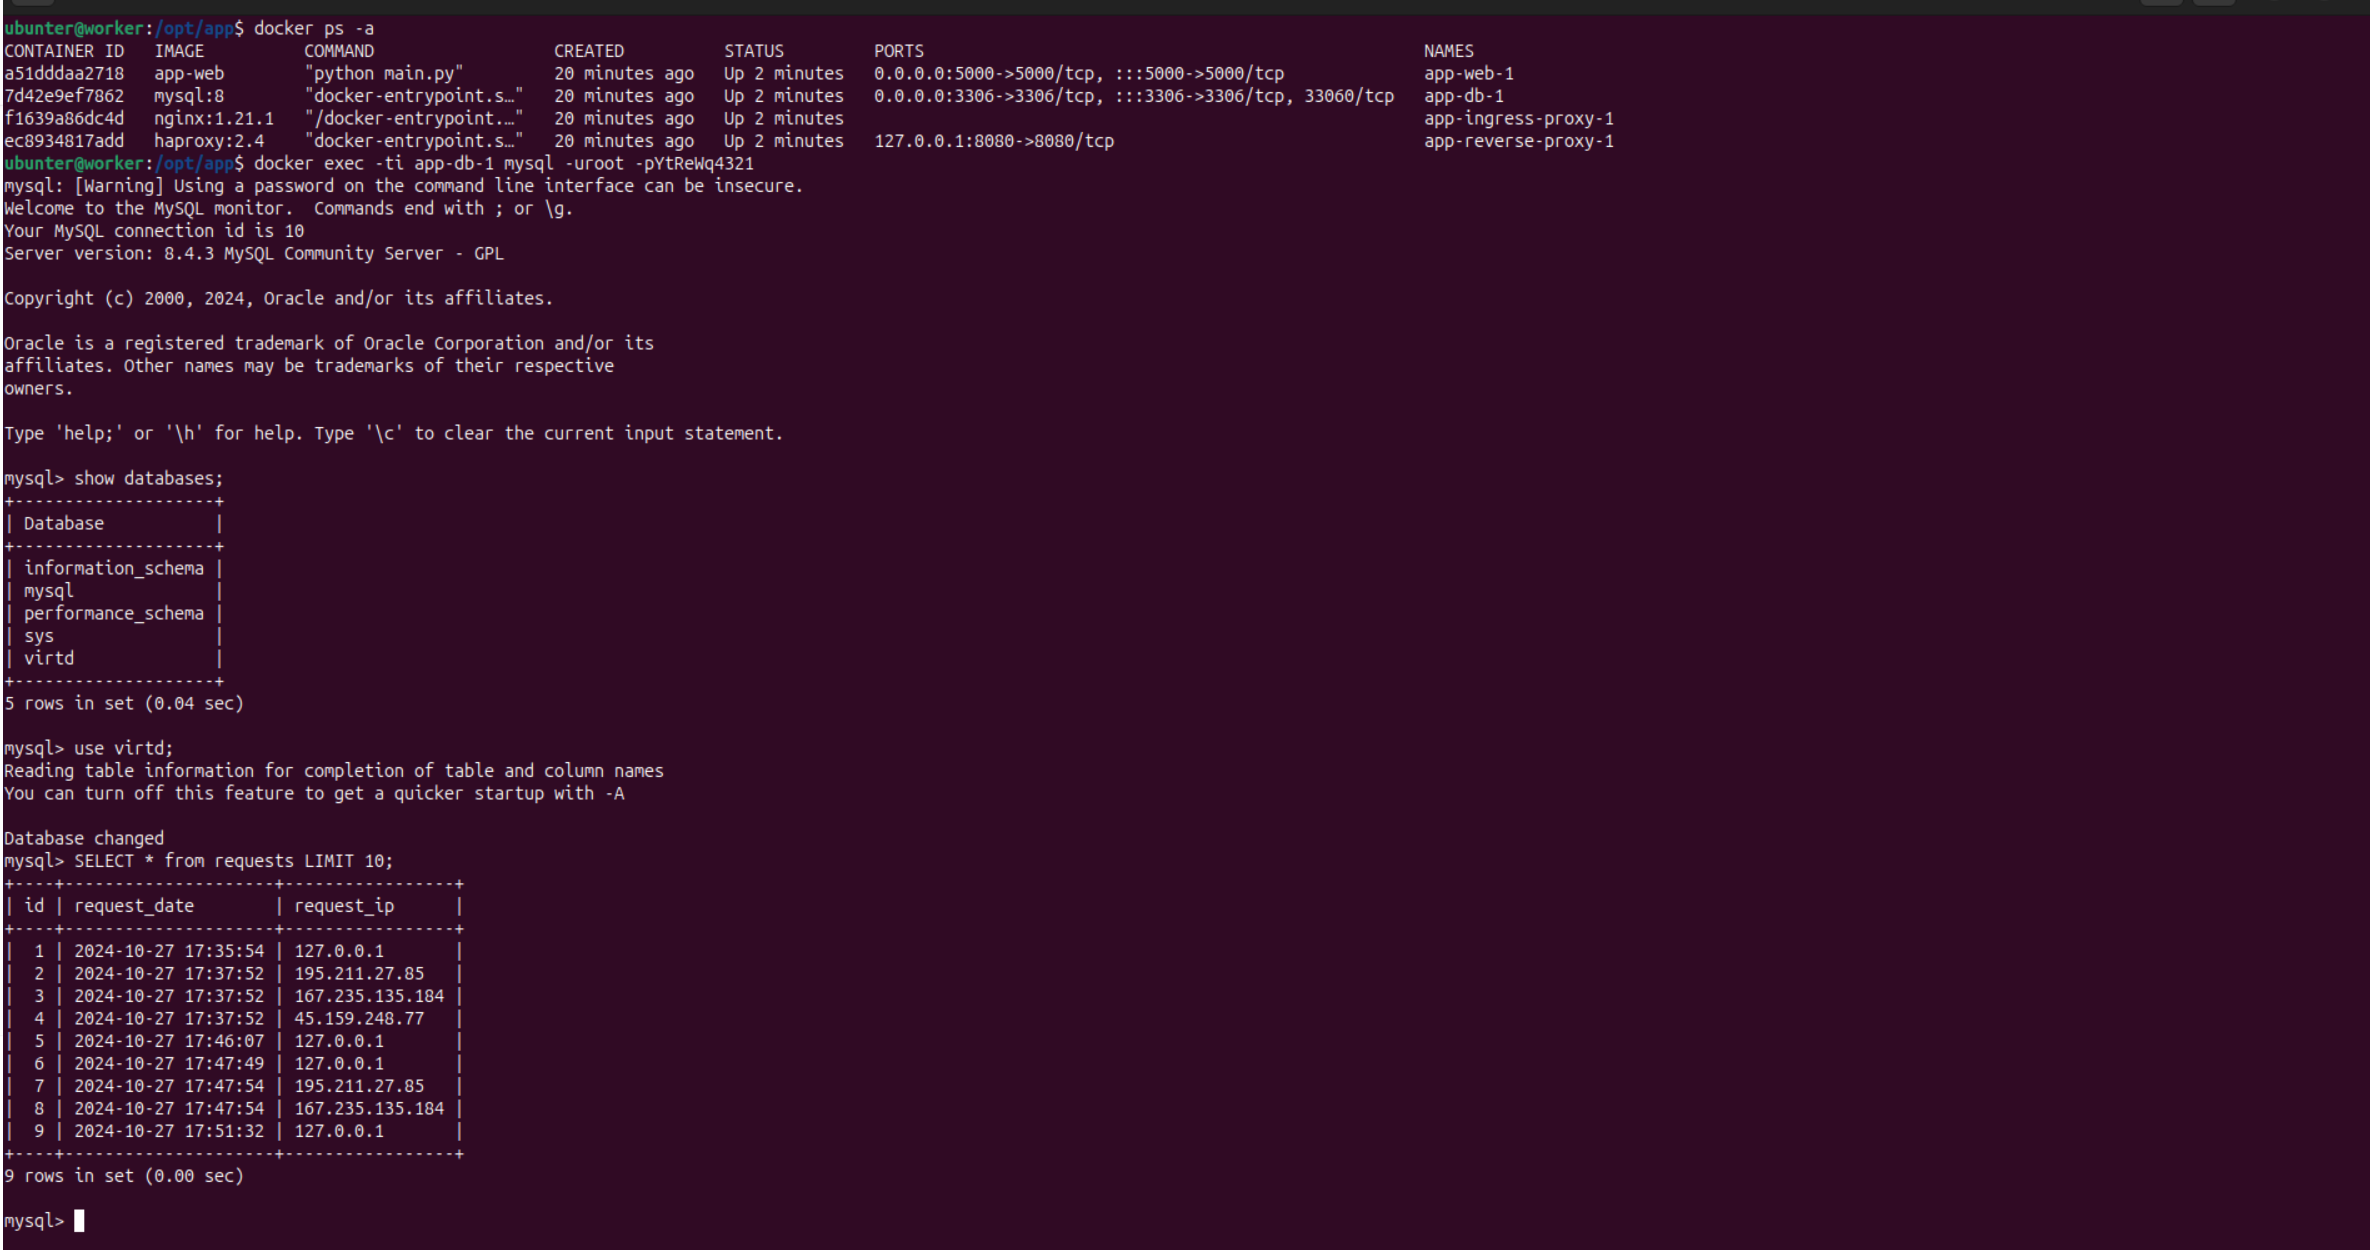 ubunter@worker:/opt/app$ docker ps -a
CONTAINER ID   IMAGE          COMMAND                  CREATED          STATUS         PORTS                                                  NAMES
a51dddaa2718   app-web        "python main.py"         20 minutes ago   Up 2 minutes   0.0.0.0:5000->5000/tcp, :::5000->5000/tcp              app-web-1
7d42e9ef7862   mysql:8        "docker-entrypoint.s…"   20 minutes ago   Up 2 minutes   0.0.0.0:3306->3306/tcp, :::3306->3306/tcp, 33060/tcp   app-db-1
f1639a86dc4d   nginx:1.21.1   "/docker-entrypoint.…"   20 minutes ago   Up 2 minutes                                                          app-ingress-proxy-1
ec8934817add   haproxy:2.4    "docker-entrypoint.s…"   20 minutes ago   Up 2 minutes   127.0.0.1:8080->8080/tcp                               app-reverse-proxy-1
ubunter@worker:/opt/app$ docker exec -ti app-db-1 mysql -uroot -pYtReWq4321
mysql: [Warning] Using a password on the command line interface can be insecure.
Welcome to the MySQL monitor.  Commands end with ; or \g.
Your MySQL connection id is 10
Server version: 8.4.3 MySQL Community Server - GPL

Copyright (c) 2000, 2024, Oracle and/or its affiliates.

Oracle is a registered trademark of Oracle Corporation and/or its
affiliates. Other names may be trademarks of their respective
owners.

Type 'help;' or '\h' for help. Type '\c' to clear the current input statement.

mysql> show databases;
+--------------------+
| Database           |
+--------------------+
| information_schema |
| mysql              |
| performance_schema |
| sys                |
| virtd              |
+--------------------+
5 rows in set (0.04 sec)

mysql> use virtd;
Reading table information for completion of table and column names
You can turn off this feature to get a quicker startup with -A

Database changed
mysql> SELECT * from requests LIMIT 10;
+----+---------------------+-----------------+
| id | request_date        | request_ip      |
+----+---------------------+-----------------+
|  1 | 2024-10-27 17:35:54 | 127.0.0.1       |
|  2 | 2024-10-27 17:37:52 | 195.211.27.85   |
|  3 | 2024-10-27 17:37:52 | 167.235.135.184 |
|  4 | 2024-10-27 17:37:52 | 45.159.248.77   |
|  5 | 2024-10-27 17:46:07 | 127.0.0.1       |
|  6 | 2024-10-27 17:47:49 | 127.0.0.1       |
|  7 | 2024-10-27 17:47:54 | 195.211.27.85   |
|  8 | 2024-10-27 17:47:54 | 167.235.135.184 |
|  9 | 2024-10-27 17:51:32 | 127.0.0.1       |
+----+---------------------+-----------------+
9 rows in set (0.00 sec)

mysql>